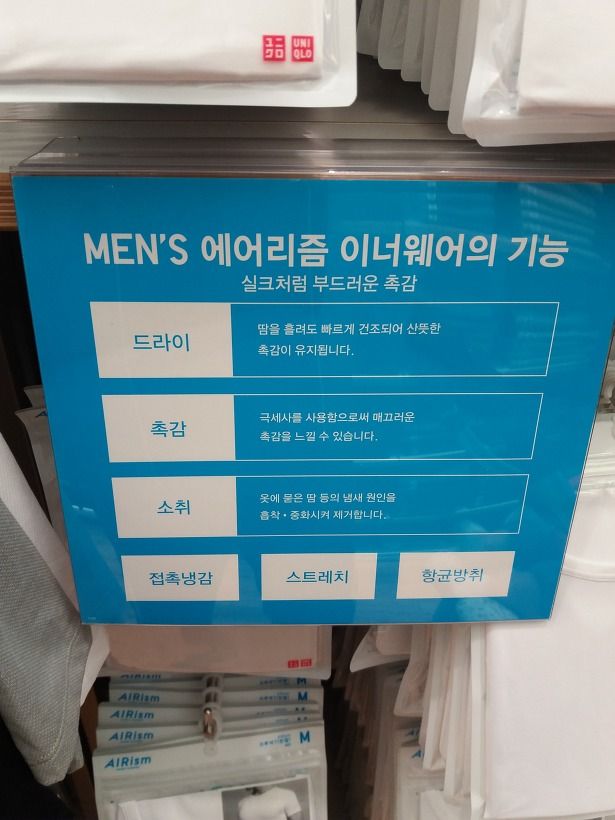 ユニ UNI
クロ QLO
MEN'S 에어리즘 이너웨어의 기능
실크처럼 부드러운 촉감
드라이
땀을 흘려도 빠르게 건조되어 산뜻한
촉감이 유지됩니다.
촉감
극세사를 사용함으로써 매끄러운
촉감을 느낄 수 있습니다.
소취
옷에 묻은 땀 등의 냄새 원인을
흡착・중화시켜 제거합니다.
접촉냉감
스트레치
항균방취
AIRism
M
AIRism
M
AIRism
AIRism
M
AIRism